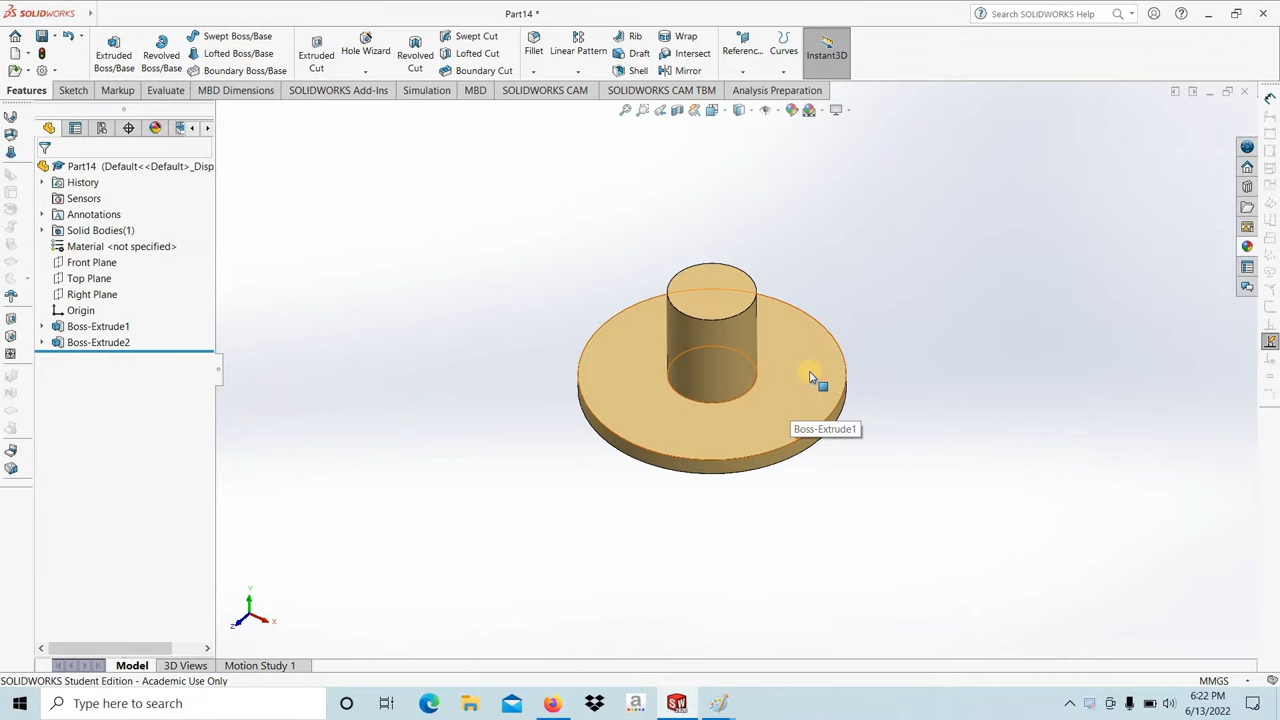 SOLIDWORKS
Part14 *
Search SOLIDWORKS Help
Extruded Boss/Base
Revolved Boss/Base
Swept Boss/Base
Lofted Boss/Base
Boundary Boss/Base
Extruded Cut
Hole Wizard
Revolved Cut
Swept Cut
Lofted Cut
Boundary Cut
Fillet
Linear Pattern
Rib
Draft
Shell
Wrap
Intersect
Mirror
Referenc...
Curves
Instant3D
Features
Sketch
Markup
Evaluate
MBD Dimensions
SOLIDWORKS Add-Ins
Simulation
MBD
SOLIDWORKS CAM
SOLIDWORKS CAM TBM
Analysis Preparation
Part14 (Default<<Default>_Disp
History
Sensors
Annotations
Solid Bodies(1)
Material <not specified>
Front Plane
Top Plane
Right Plane
Origin
Boss-Extrude1
Boss-Extrude2
Boss-Extrude1
Y
X
Z
Model
3D Views
Motion Study 1
SOLIDWORKS Student Edition - Academic Use Only
MMGS
Type here to search
6:22 PM
6/13/2022